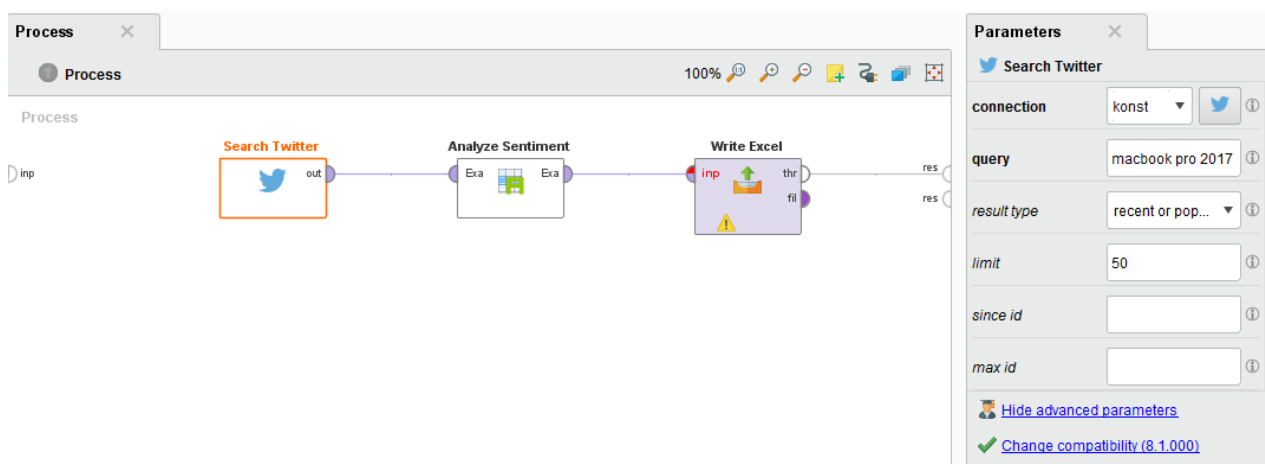 Process
Process
100%
Process
Search Twitter
Analyze Sentiment
Write Excel
inp
out
Exa
Exa
inp
thr
fil
res
res
Parameters
Search Twitter
connection
konst
query
macbook pro 2017
result type
recent or pop...
limit
50
since id
max id
Hide advanced parameters
Change compatibility (8.1.000)